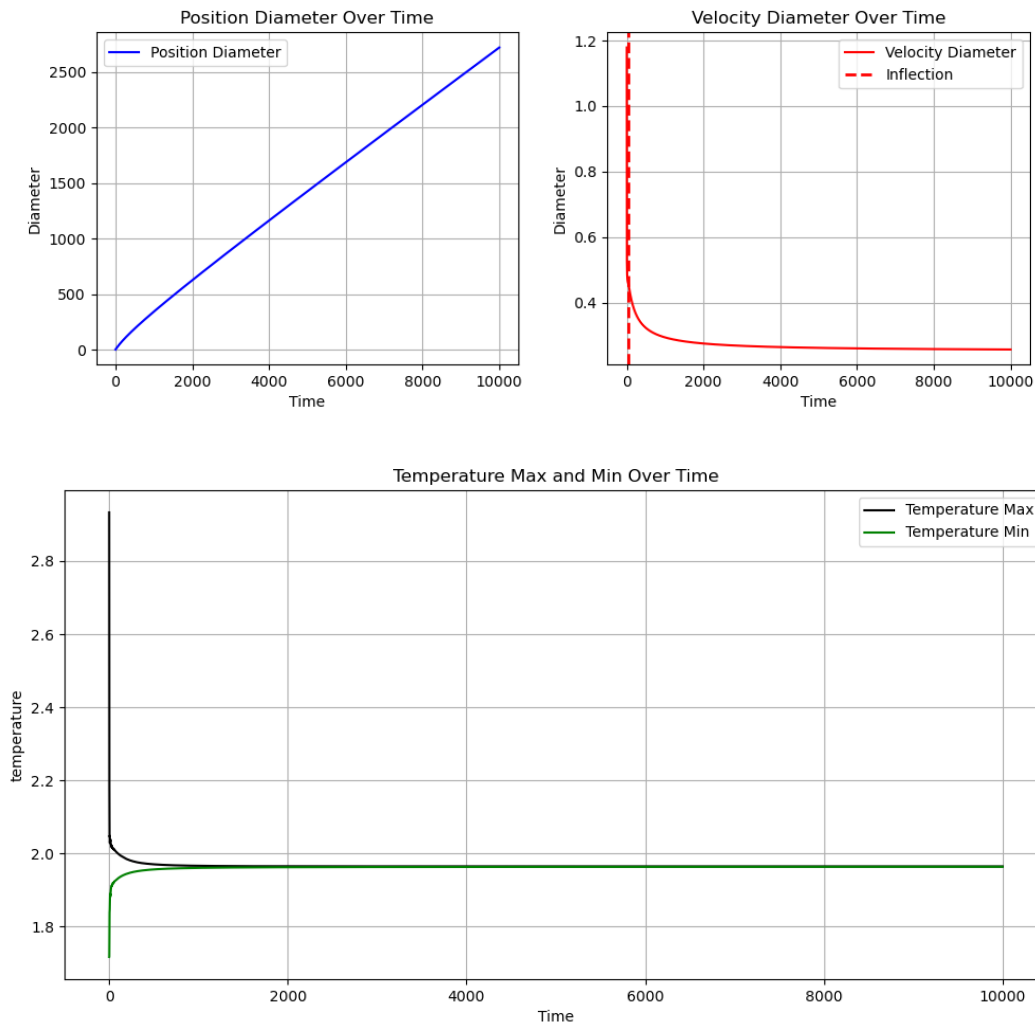 Position Diameter Over Time
Position Diameter
Diameter
2500
2000
1500
1000
500
0
0 2000 4000 6000 8000 10000
Time
Velocity Diameter Over Time
Velocity Diameter
Inflection
Diameter
1.2
1.0
0.8
0.6
0.4
0 2000 4000 6000 8000 10000
Time
Temperature Max and Min Over Time
Temperature Max
Temperature Min
temperature
2.8
2.6
2.4
2.2
2.0
1.8
0 2000 4000 6000 8000 10000
Time